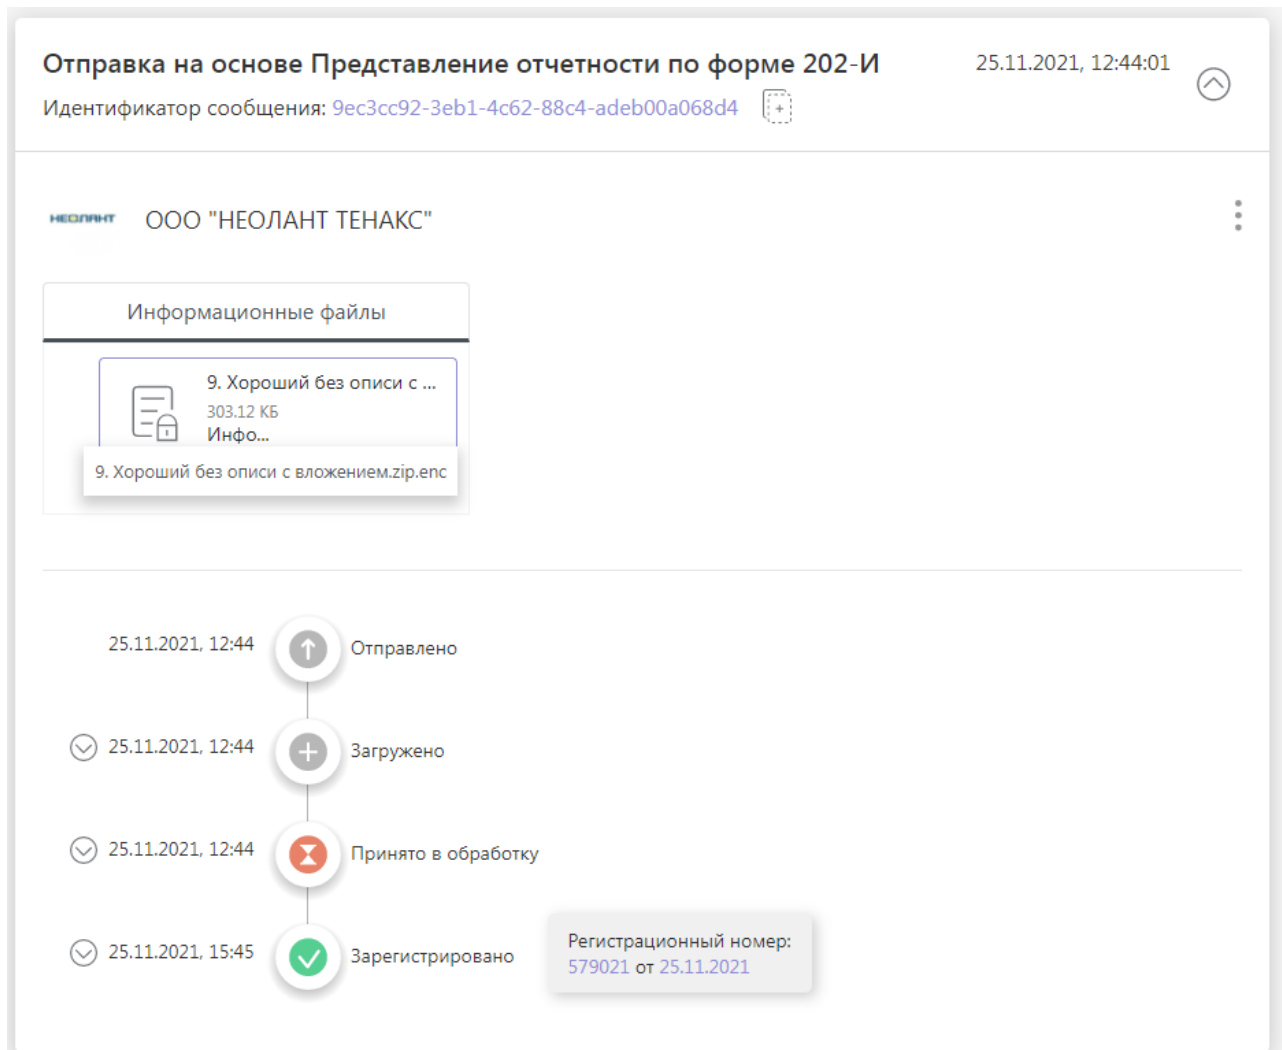 Отправка на основе Представление отчетности по форме 202-И
25.11.2021, 12:44:01
Идентификатор сообщения: 9ec3cc92-3eb1-4c62-88c4-adeb00a068d4
НЕОЛАНТ
ООО "НЕОЛАНТ ТЕНАКС"
Информационные файлы
9. Хороший без описи с ...
303.12 КБ
Инфо...
9. Хороший без описи с вложением.zip.enc
25.11.2021, 12:44 Отправлено
25.11.2021, 12:44 Загружено
25.11.2021, 12:44 Принято в обработку
25.11.2021, 15:45 Зарегистрировано
Регистрационный номер:
579021 от 25.11.2021